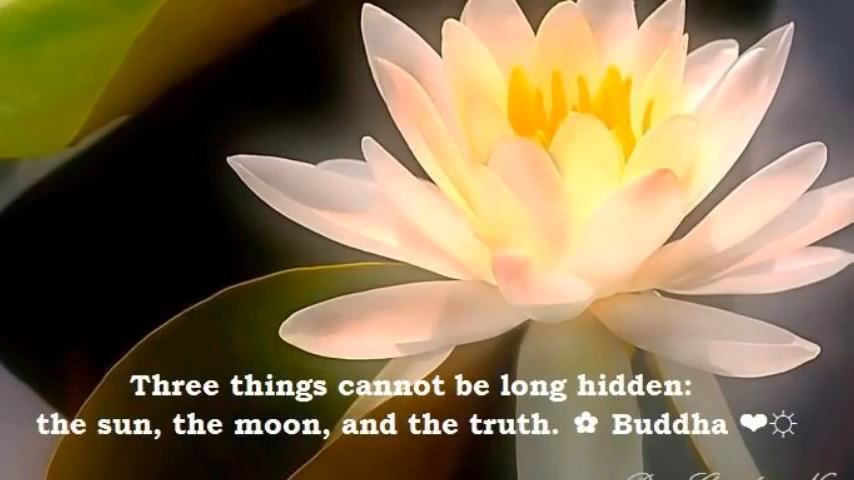 Three things cannot be long hidden:
the sun, the moon, and the truth. ✿ Buddha ❤☼